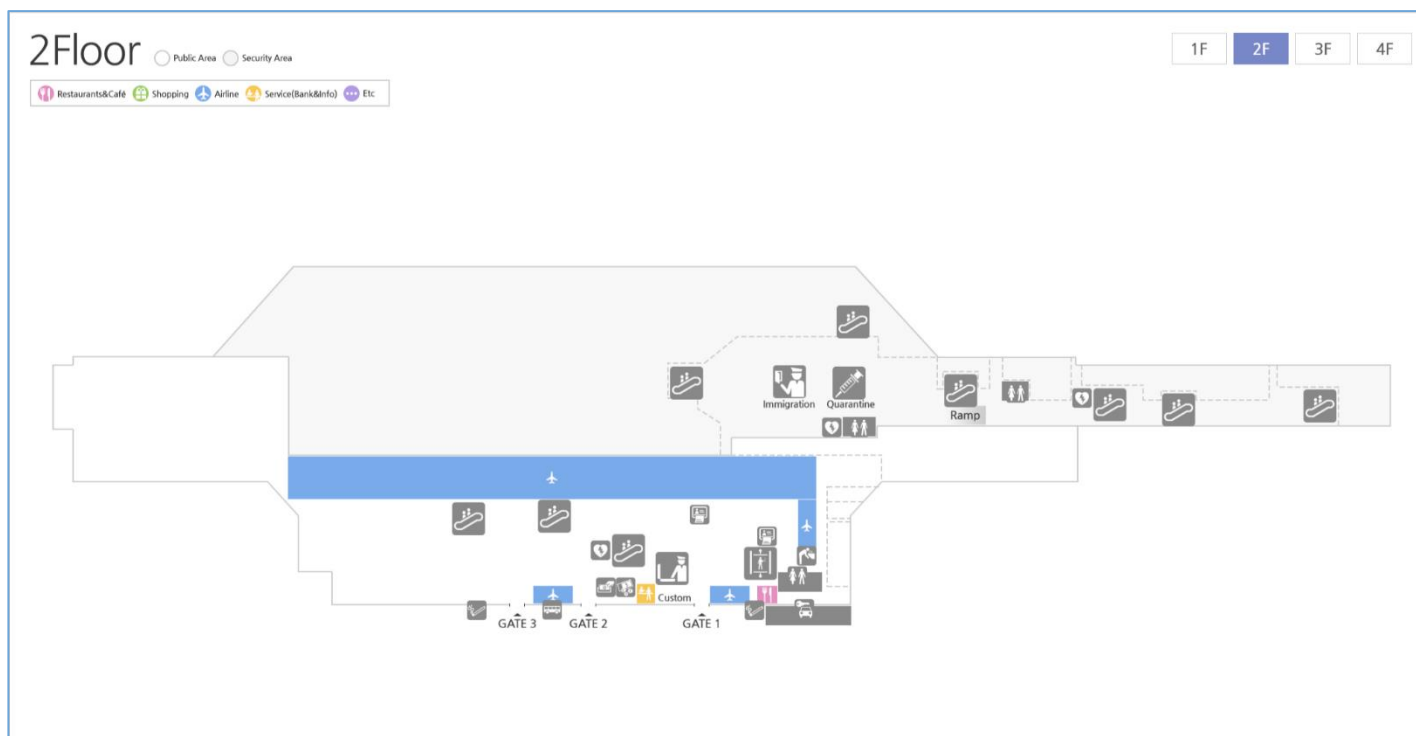 2Floor Public Area Security Area
1F 2F 3F 4F
Restaurants&Café Shopping Airline Service(Bank&Info) Etc
Immigration Quarantine
Ramp
Custom
GATE 3 GATE 2 GATE 1